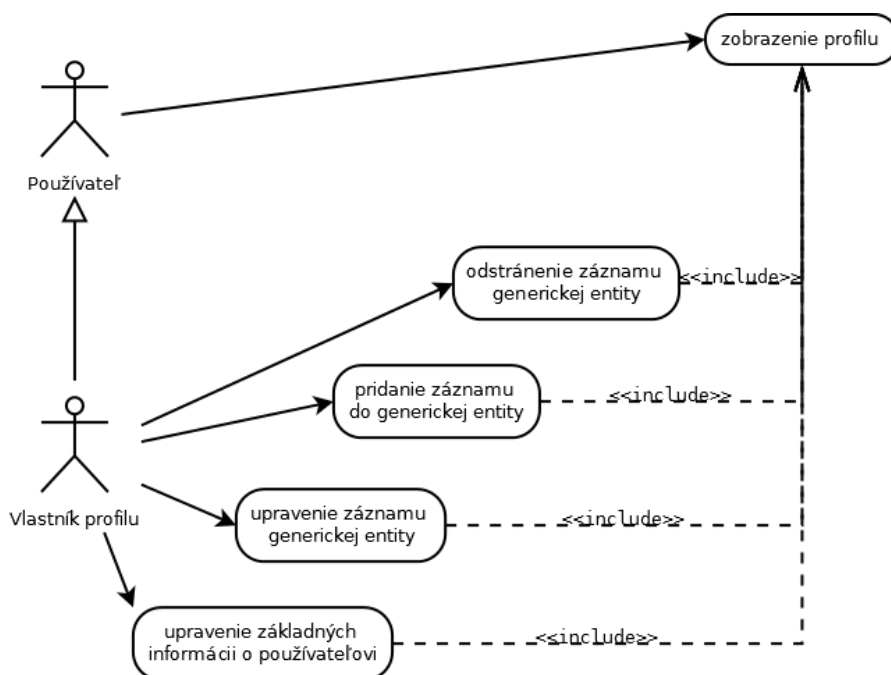 zobrazenie profilu
Používateľ
odstránenie záznamu
generickej entity
<<include>>
pridanie záznamu
do generickej entity
<<include>>
Vlastník profilu
upravenie záznamu
generickej entity
<<include>>
upravenie základných
informácii o používateľovi
<<include>>